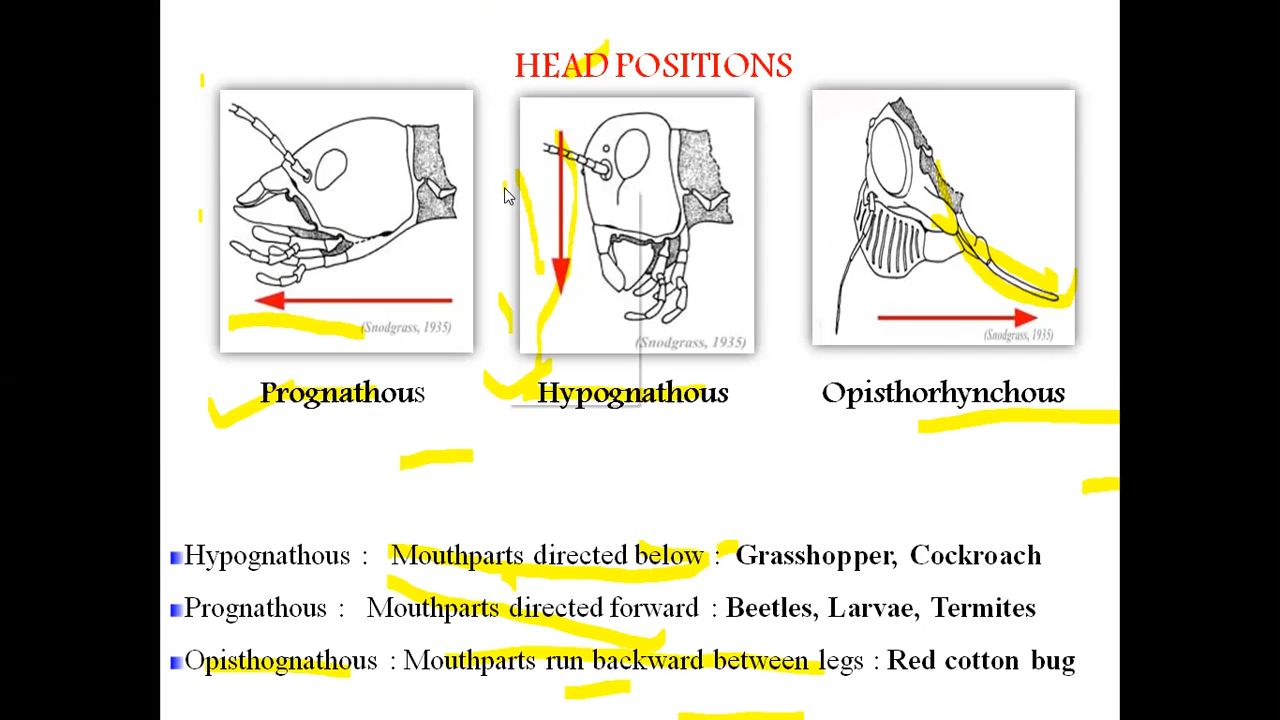 HEAD POSITIONS
(Snodgrass, 1935)
(Snodgrass, 1935)
(Snodgrass, 1935)
Prognathous
Hypognathous
Opisthorhynchous
Hypognathous : Mouthparts directed below : Grasshopper, Cockroach
Prognathous : Mouthparts directed forward : Beetles, Larvae, Termites
Opisthognathous : Mouthparts run backward between legs : Red cotton bug